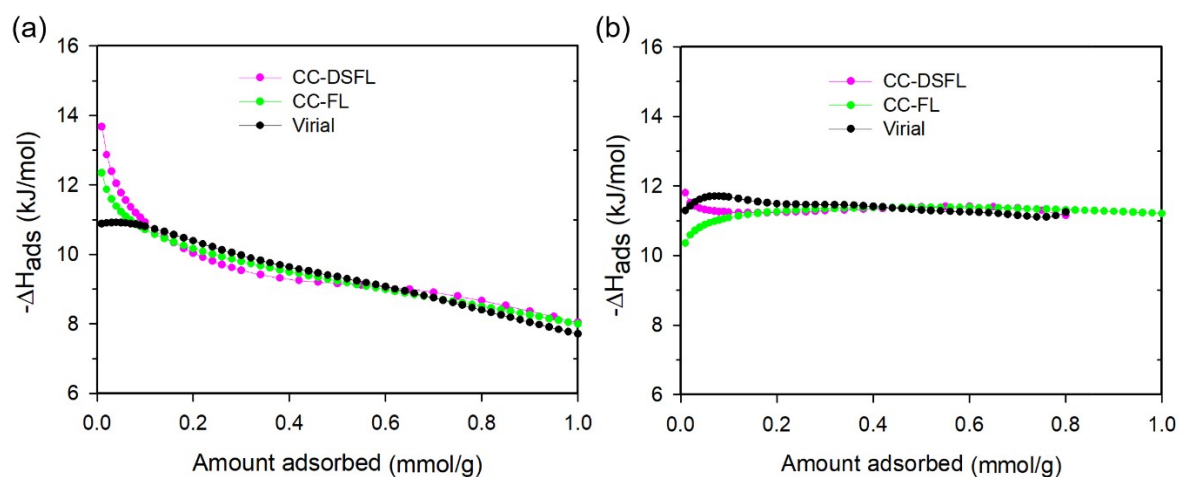 (a)
16
14
12
10
8
6
-ΔHads (kJ/mol)
CC-DSFL
CC-FL
Virial
0.0 0.2 0.4 0.6 0.8 1.0
Amount adsorbed (mmol/g)
(b)
16
14
12
10
8
6
-ΔHads (kJ/mol)
CC-DSFL
CC-FL
Virial
0.0 0.2 0.4 0.6 0.8 1.0
Amount adsorbed (mmol/g)